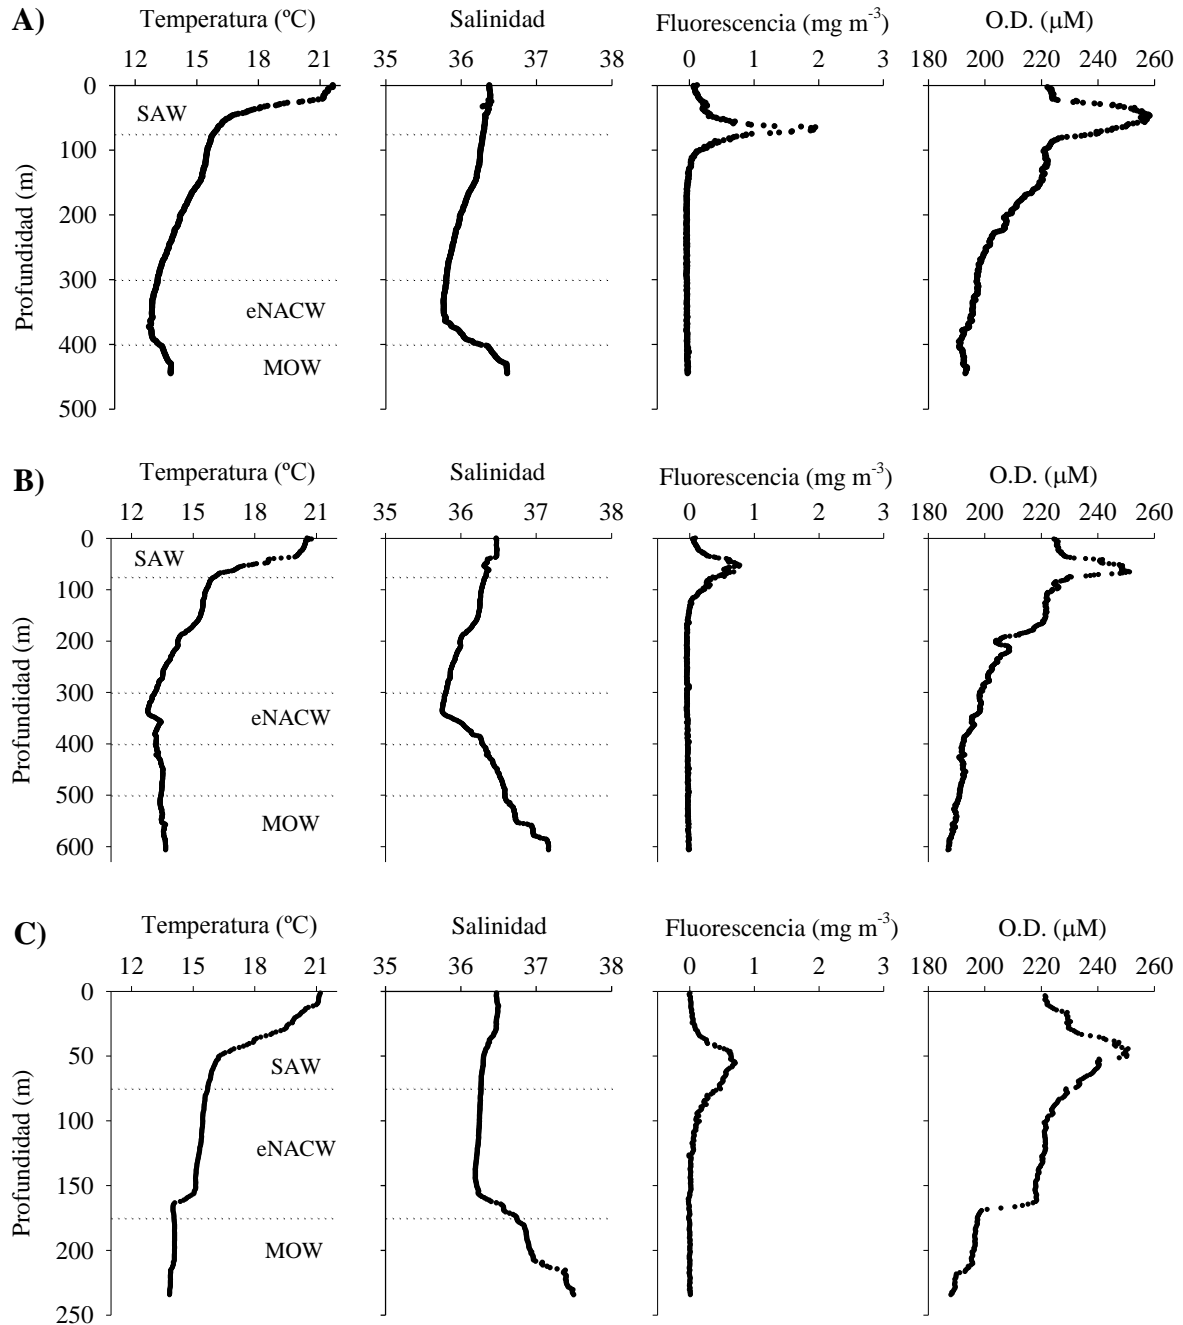 A)
Temperatura (ºC)
Salinidad
Fluorescencia (mg m-3)
O.D. (µM)
12 15 18 21
35 36 37 38
0 1 2 3
180 200 220 240 260
Profundidad (m)
0
100
200
300
400
500
SAW
eNACW
MOW
B)
Temperatura (ºC)
Salinidad
Fluorescencia (mg m-3)
O.D. (µM)
12 15 18 21
35 36 37 38
0 1 2 3
180 200 220 240 260
Profundidad (m)
0
100
200
300
400
500
600
SAW
eNACW
MOW
C)
Temperatura (ºC)
Salinidad
Fluorescencia (mg m-3)
O.D. (µM)
12 15 18 21
35 36 37 38
0 1 2 3
180 200 220 240 260
Profundidad (m)
0
50
100
150
200
250
SAW
eNACW
MOW